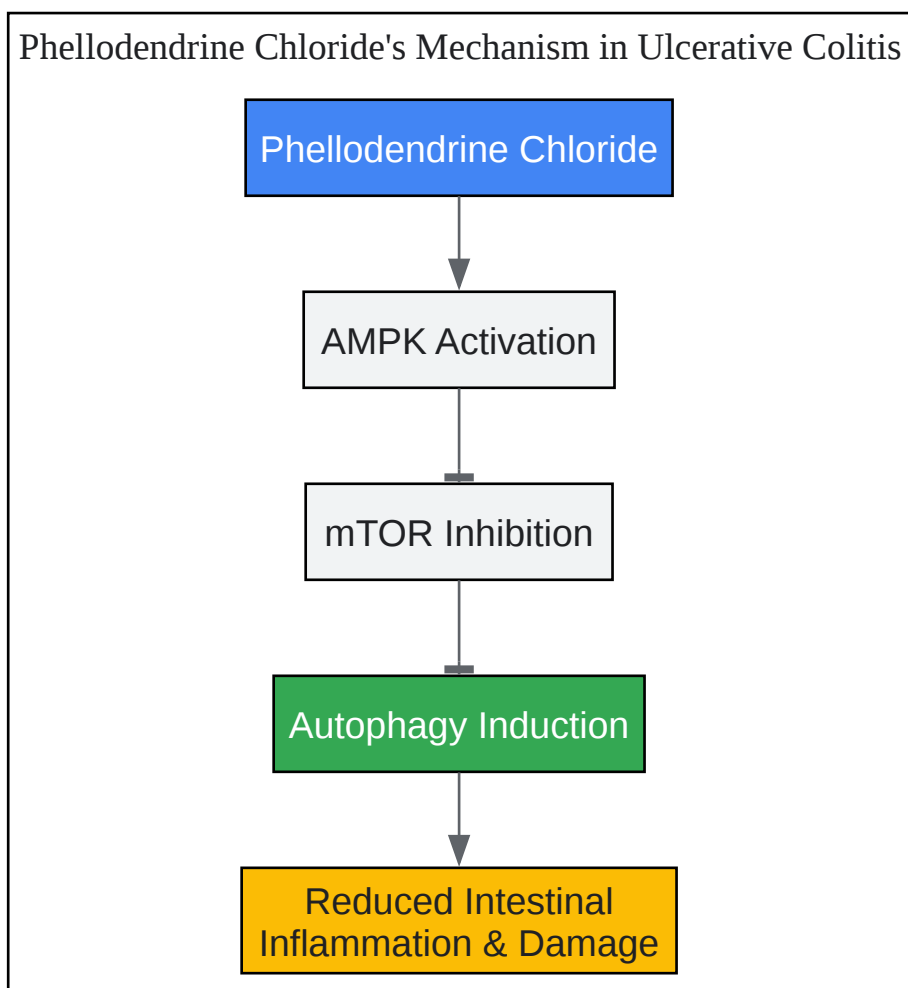 Phellodendrine Chloride's Mechanism in Ulcerative Colitis
Phellodendrine Chloride
AMPK Activation
mTOR Inhibition
Autophagy Induction
Reduced Intestinal
Inflammation & Damage